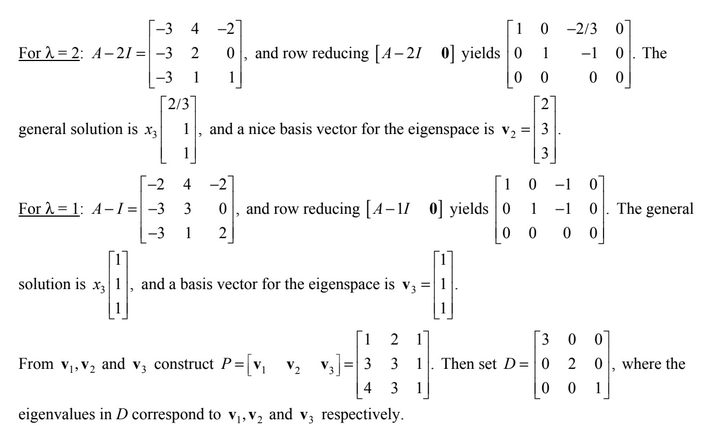 For λ = 2: A − 2I = [−3 4 −2; −3 2 0; −3 1 1], and row reducing [A − 2I 0] yields [1 0 −2/3 0; 0 1 −1 0; 0 0 0 0]. The
general solution is x₃ [2/3; 1; 1], and a nice basis vector for the eigenspace is v₂ = [2; 3; 3].
For λ = 1: A − I = [−2 4 −2; −3 3 0; −3 1 2], and row reducing [A − 1I 0] yields [1 0 −1 0; 0 1 −1 0; 0 0 0 0]. The general
solution is x₃ [1; 1; 1], and a basis vector for the eigenspace is v₃ = [1; 1; 1].
From v₁, v₂ and v₃ construct P = [v₁ v₂ v₃] = [1 2 1; 3 3 1; 4 3 1]. Then set D = [3 0 0; 0 2 0; 0 0 1], where the
eigenvalues in D correspond to v₁, v₂ and v₃ respectively.